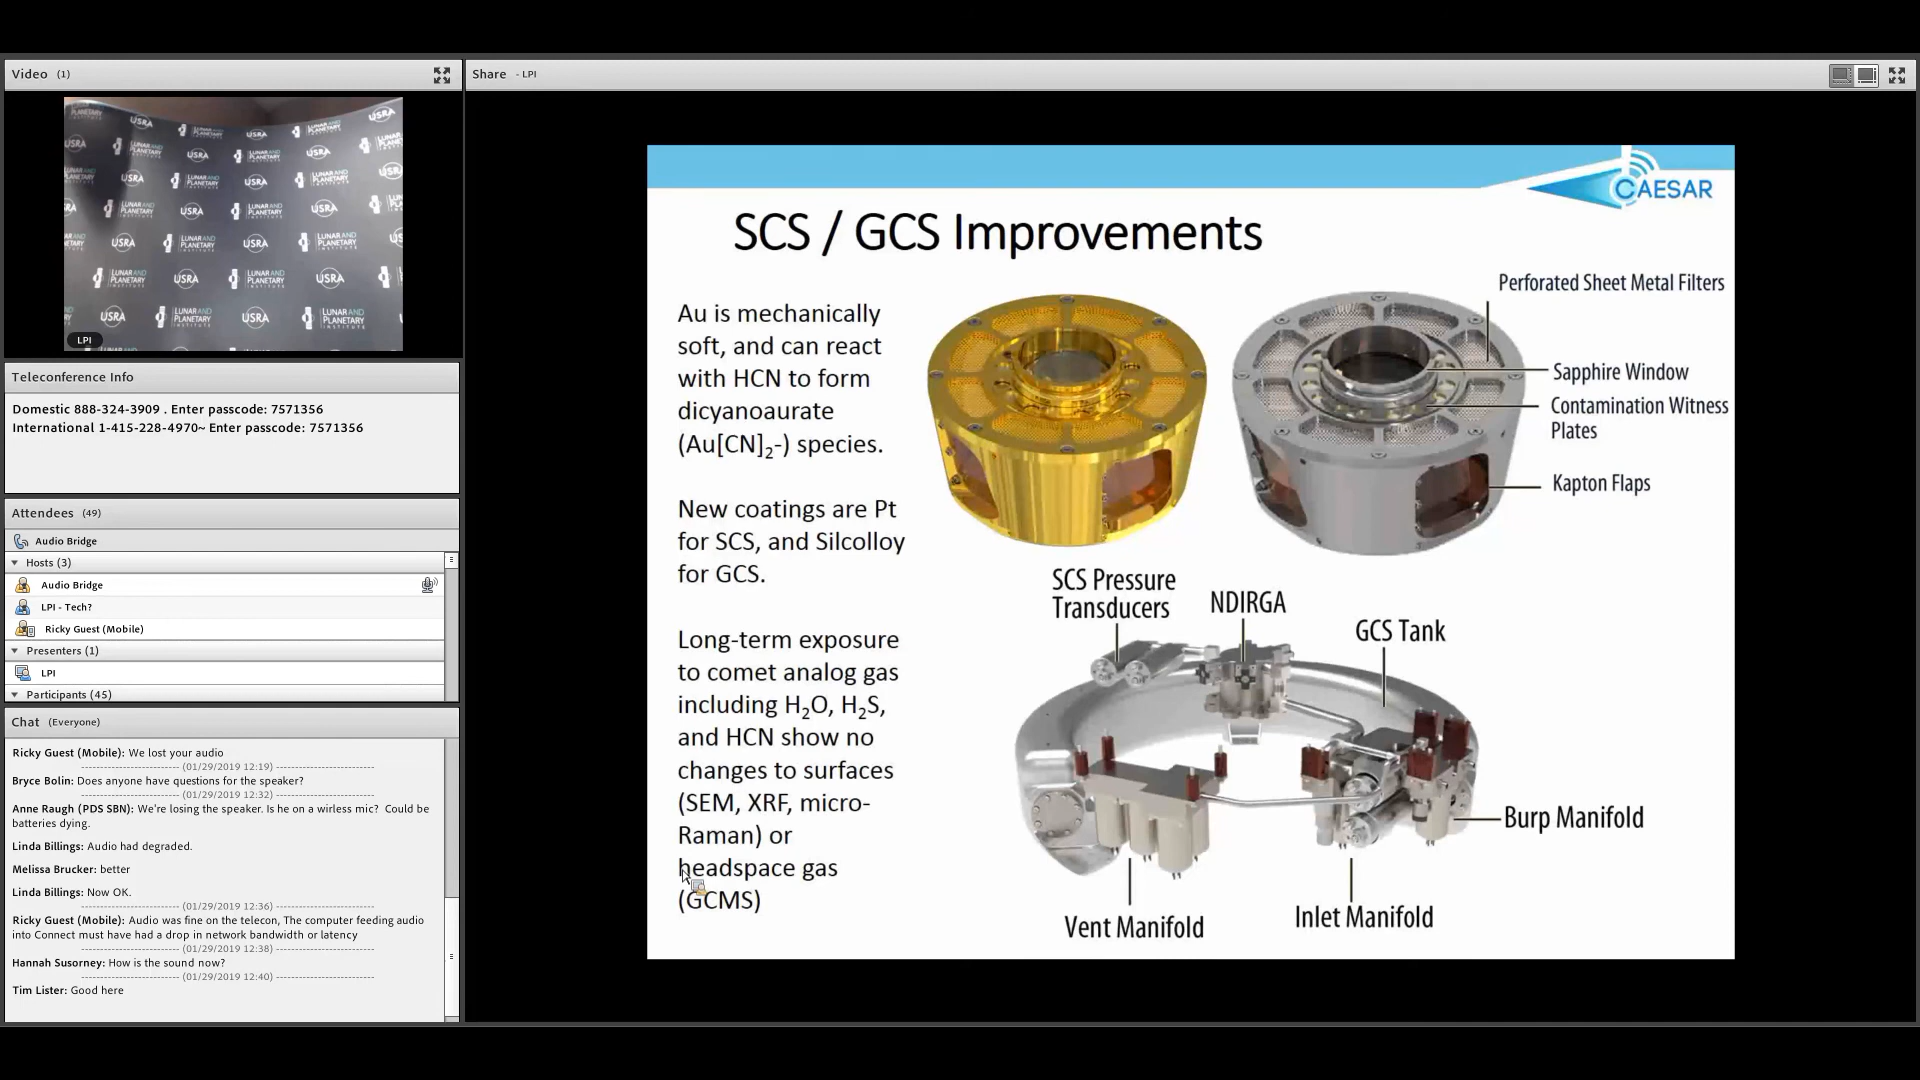 Video (1)
LPI
Teleconference Info
Domestic 888-324-3909 . Enter passcode: 7571356
International 1-415-228-4970~ Enter passcode: 7571356
Attendees (49)
Audio Bridge
Hosts (3)
Audio Bridge
LPI - Tech?
Ricky Guest (Mobile)
Presenters (1)
LPI
Participants (45)
Chat (Everyone)
Ricky Guest (Mobile): We lost your audio
(01/29/2019 12:19)
Bryce Bolin: Does anyone have questions for the speaker?
(01/29/2019 12:32)
Anne Raugh (PDS SBN): We're losing the speaker. Is he on a wirless mic? Could be
batteries dying.
Linda Billings: Audio had degraded.
Melissa Brucker: better
Linda Billings: Now OK.
(01/29/2019 12:36)
Ricky Guest (Mobile): Audio was fine on the telecon, The computer feeding audio
into Connect must have had a drop in network bandwidth or latency
(01/29/2019 12:38)
Hannah Susorney: How is the sound now?
(01/29/2019 12:40)
Tim Lister: Good here
Share - LPI
CAESAR
SCS / GCS Improvements
Au is mechanically
soft, and can react
with HCN to form
dicyanoaurate
(Au[CN]₂-) species.
New coatings are Pt
for SCS, and Silcolloy
for GCS.
Long-term exposure
to comet analog gas
including H₂O, H₂S,
and HCN show no
changes to surfaces
(SEM, XRF, micro-
Raman) or
headspace gas
(GCMS)
Perforated Sheet Metal Filters
Sapphire Window
Contamination Witness
Plates
Kapton Flaps
SCS Pressure
Transducers
NDIRGA
GCS Tank
Burp Manifold
Inlet Manifold
Vent Manifold
USRA
LUNAR AND
PLANETARY
INSTITUTE